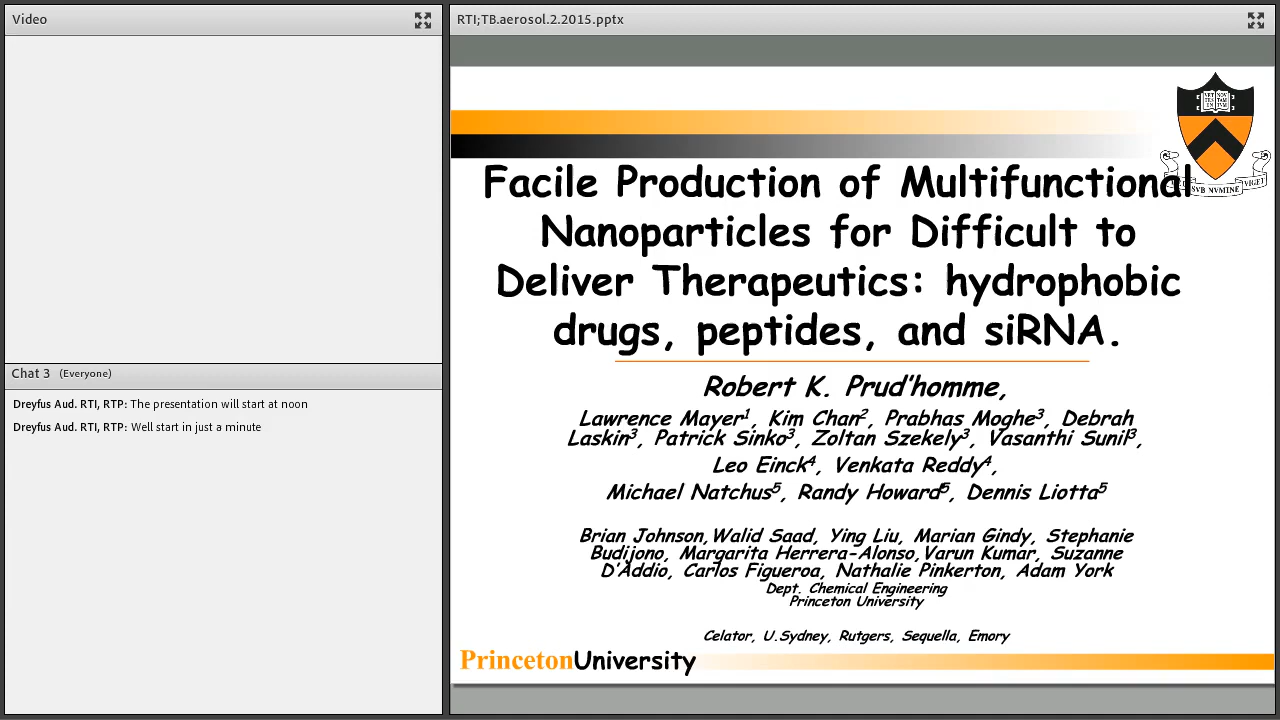 Video
Chat 3 (Everyone)
Dreyfus Aud. RTI, RTP: The presentation will start at noon
Dreyfus Aud. RTI, RTP: Well start in just a minute
RTI;TB.aerosol.2.2015.pptx
Facile Production of Multifunctional
Nanoparticles for Difficult to
Deliver Therapeutics: hydrophobic
drugs, peptides, and siRNA.
Robert K. Prud'homme,
Lawrence Mayer¹, Kim Chan², Prabhas Moghe³, Debrah
Laskin³, Patrick Sinko³, Zoltan Szekely³, Vasanthi Sunil³,
Leo Einck⁴, Venkata Reddy⁴,
Michael Natchus⁵, Randy Howard⁵, Dennis Liotta⁵
Brian Johnson,Walid Saad, Ying Liu, Marian Gindy, Stephanie
Budijono, Margarita Herrera-Alonso,Varun Kumar, Suzanne
D'Addio, Carlos Figueroa, Nathalie Pinkerton, Adam York
Dept. Chemical Engineering
Princeton University
Celator, U.Sydney, Rutgers, Sequella, Emory
PrincetonUniversity
SVB NVMINE VIGET